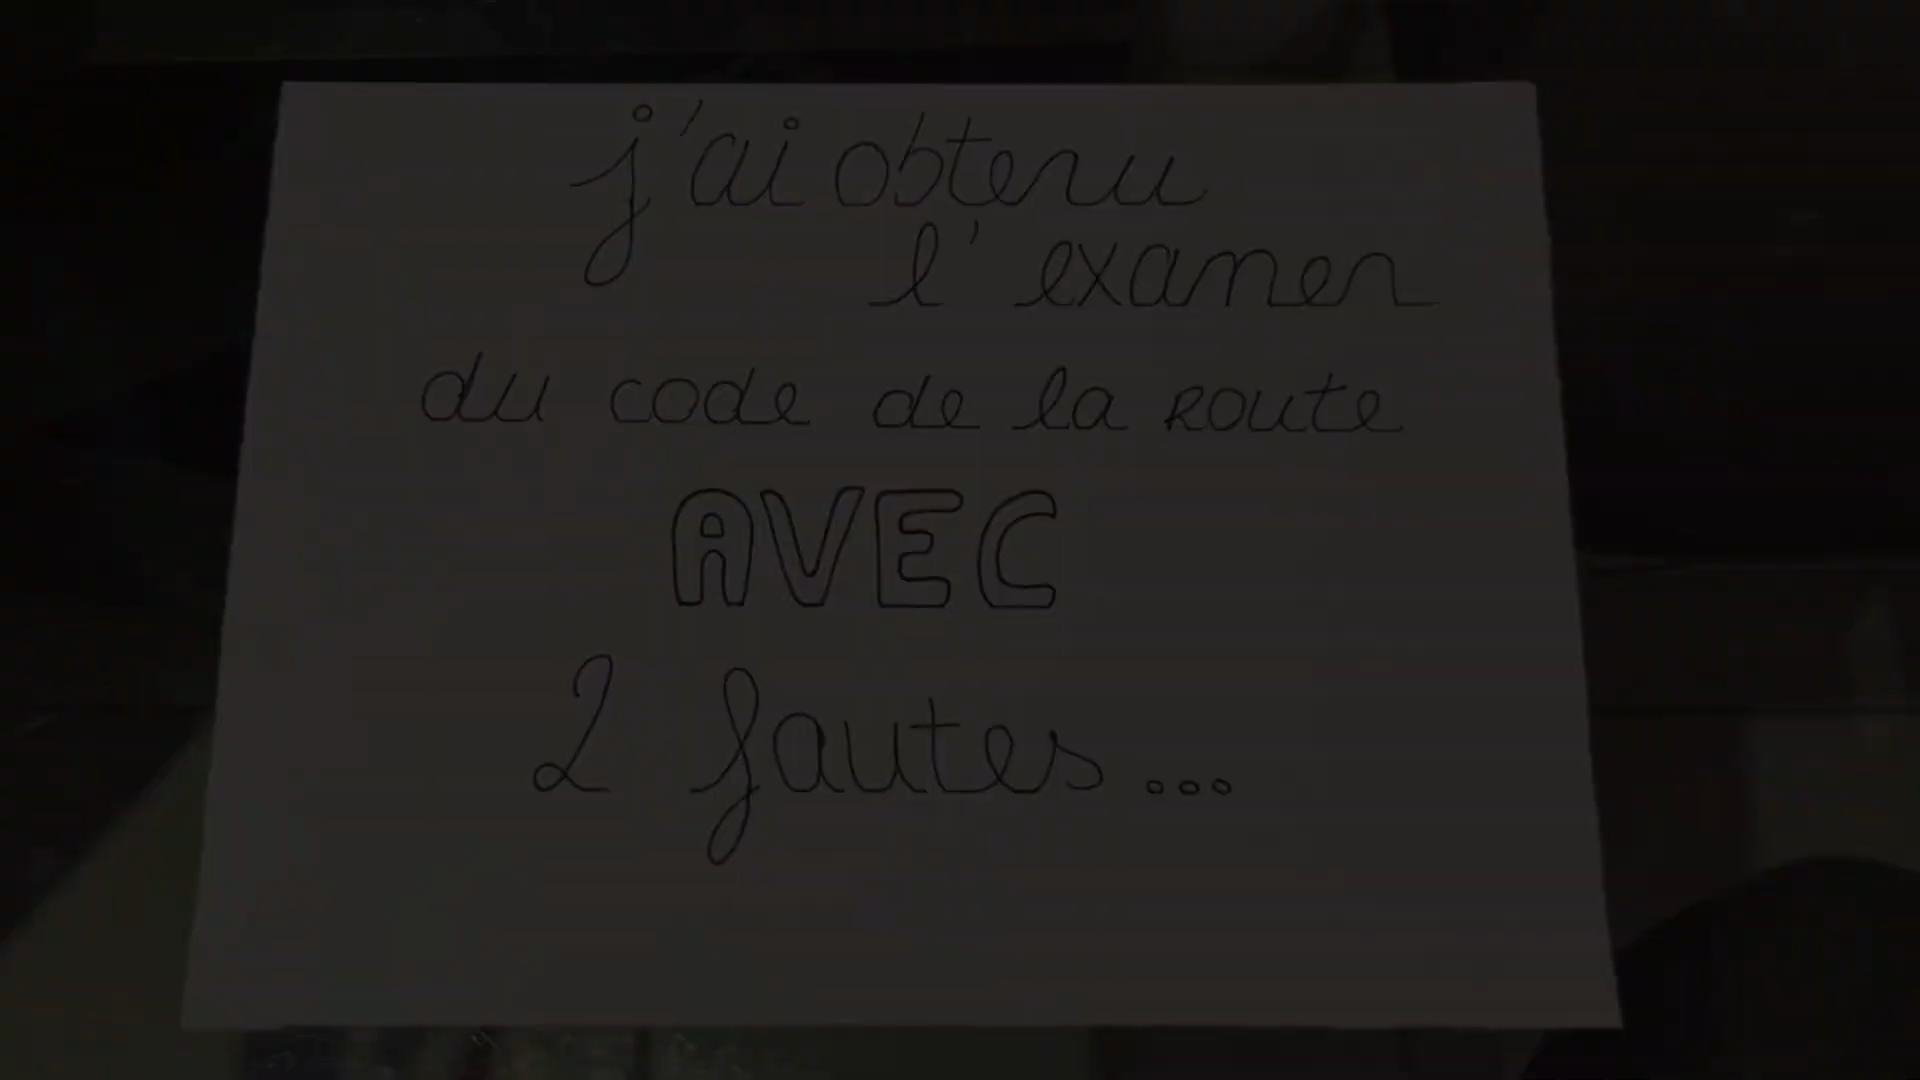 j'ai obtenu
l'examen
du code de la route
AVEC
2 fautes...